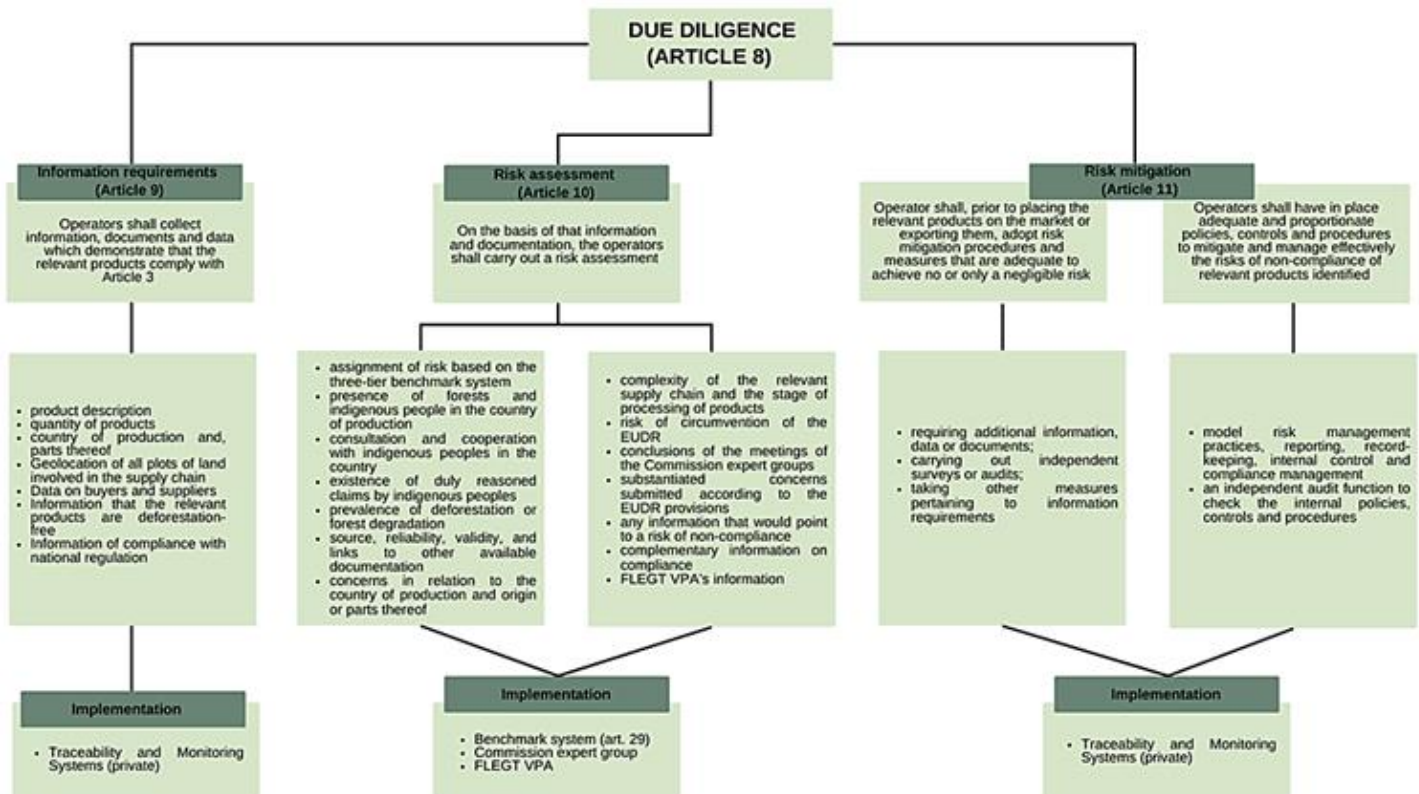 DUE DILIGENCE
(ARTICLE 8)
Information requirements
(Article 9)
Operators shall collect
information, documents and data
which demonstrate that the
relevant products comply with
Article 3
• product description
• quantity of products
• country of production and,
parts thereof
• Geolocation of all plots of land
involved in the supply chain
• Data on buyers and suppliers
• Information that the relevant
products are deforestation-
free
• Information of compliance with
national regulation
Implementation
• Traceability and Monitoring
Systems (private)
Risk assessment
(Article 10)
On the basis of that information
and documentation, the operators
shall carry out a risk assessment
• assignment of risk based on the
three-tier benchmark system
• presence of forests and
indigenous people in the country
of production
• consultation and cooperation
with indigenous peoples in the
country
• existence of duly reasoned
claims by indigenous peoples
• prevalence of deforestation or
forest degradation
• source, reliability, validity, and
links to other available
documentation
• concerns in relation to the
country of production and origin
or parts thereof
• complexity of the relevant
supply chain and the stage of
processing of products
• risk of circumvention of the
EUDR
• conclusions of the meetings of
the Commission expert groups
• substantiated concerns
submitted according to the
EUDR provisions
• any information that would point
to a risk of non-compliance
• complementary information on
compliance
• FLEGT VPA's information
Implementation
• Benchmark system (art. 29)
• Commission expert group
• FLEGT VPA
Risk mitigation
(Article 11)
Operator shall, prior to placing the
relevant products on the market or
exporting them, adopt risk
mitigation procedures and
measures that are adequate to
achieve no or only a negligible risk
Operators shall have in place
adequate and proportionate
policies, controls and procedures
to mitigate and manage effectively
the risks of non-compliance of
relevant products identified
• requiring additional information,
data or documents;
• carrying out independent
surveys or audits;
• taking other measures
pertaining to information
requirements
• model risk management
practices, reporting, record-
keeping, internal control and
compliance management
• an independent audit function to
check the internal policies,
controls and procedures
Implementation
• Traceability and Monitoring
Systems (private)